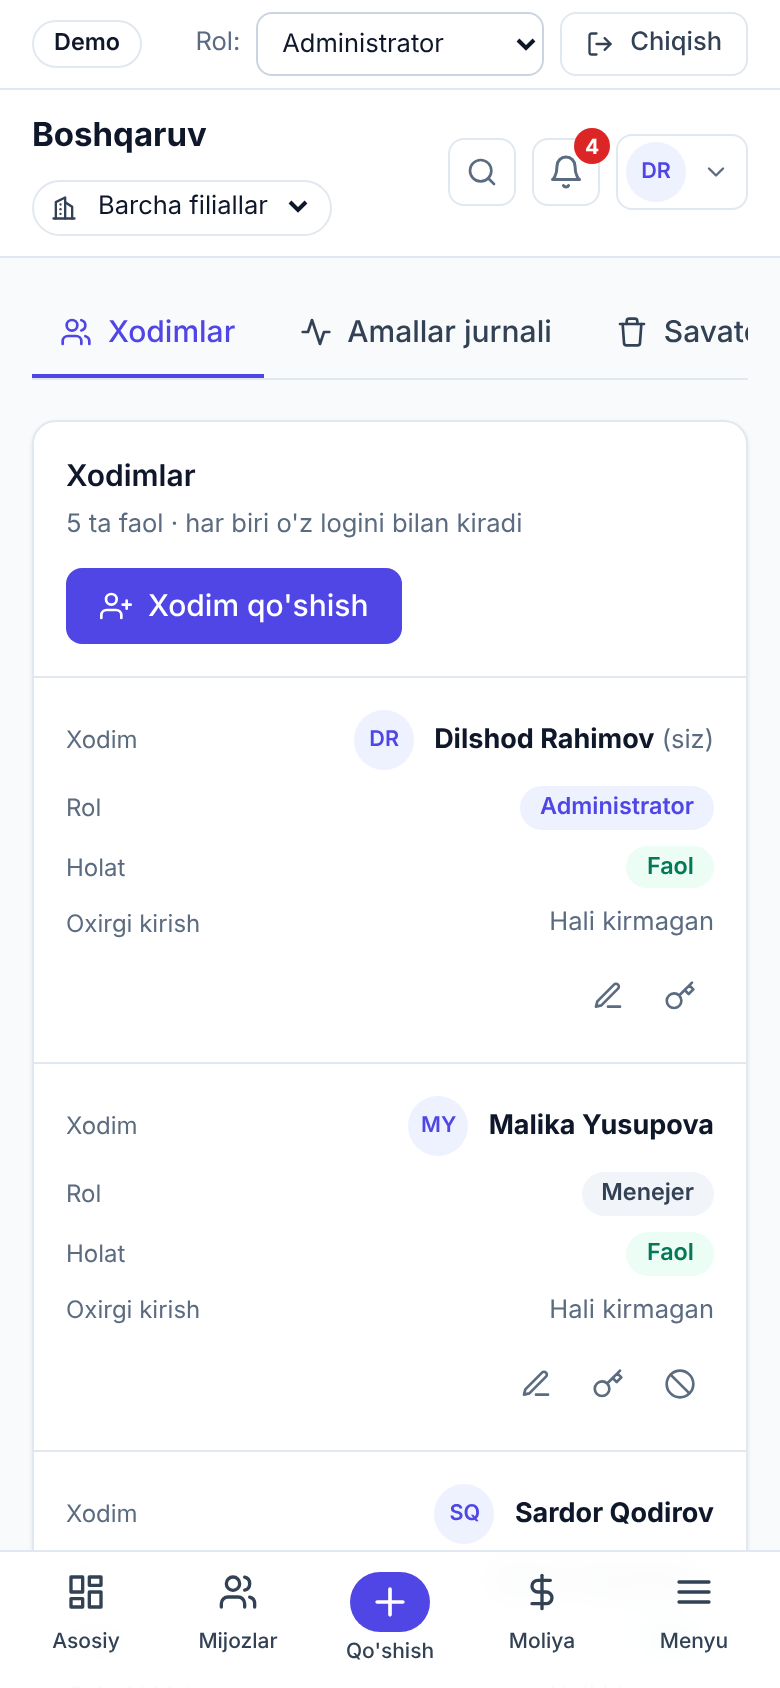 Demo
Rol:
Administrator
Chiqish
Boshqaruv
Barcha filiallar
4
DR
Xodimlar
Amallar jurnali
Xodimlar
5 ta faol · har biri o'z logini bilan kiradi
Xodim qo'shish
Xodim
DR
Dilshod Rahimov (siz)
Rol
Administrator
Holat
Faol
Oxirgi kirish
Hali kirmagan
Xodim
MY
Malika Yusupova
Rol
Menejer
Holat
Faol
Oxirgi kirish
Hali kirmagan
Xodim
SQ
Sardor Qodirov
Asosiy
Mijozlar
Qo'shish
Moliya
Menyu